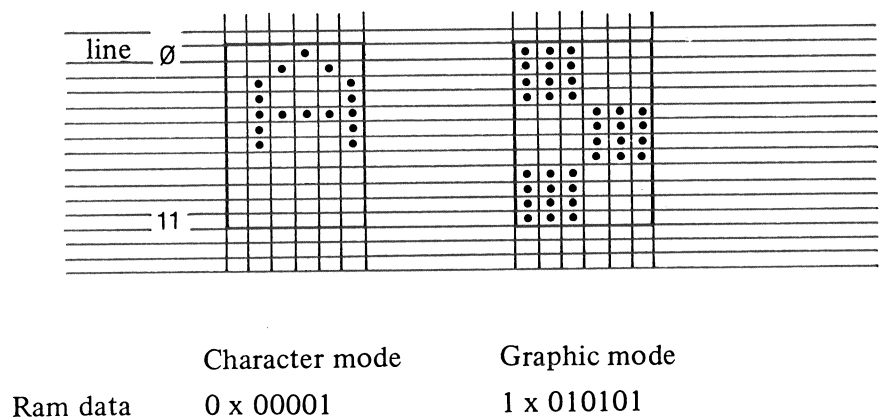 line Ø
11
Character mode Graphic mode
Ram data 0 x 00001 1 x 010101